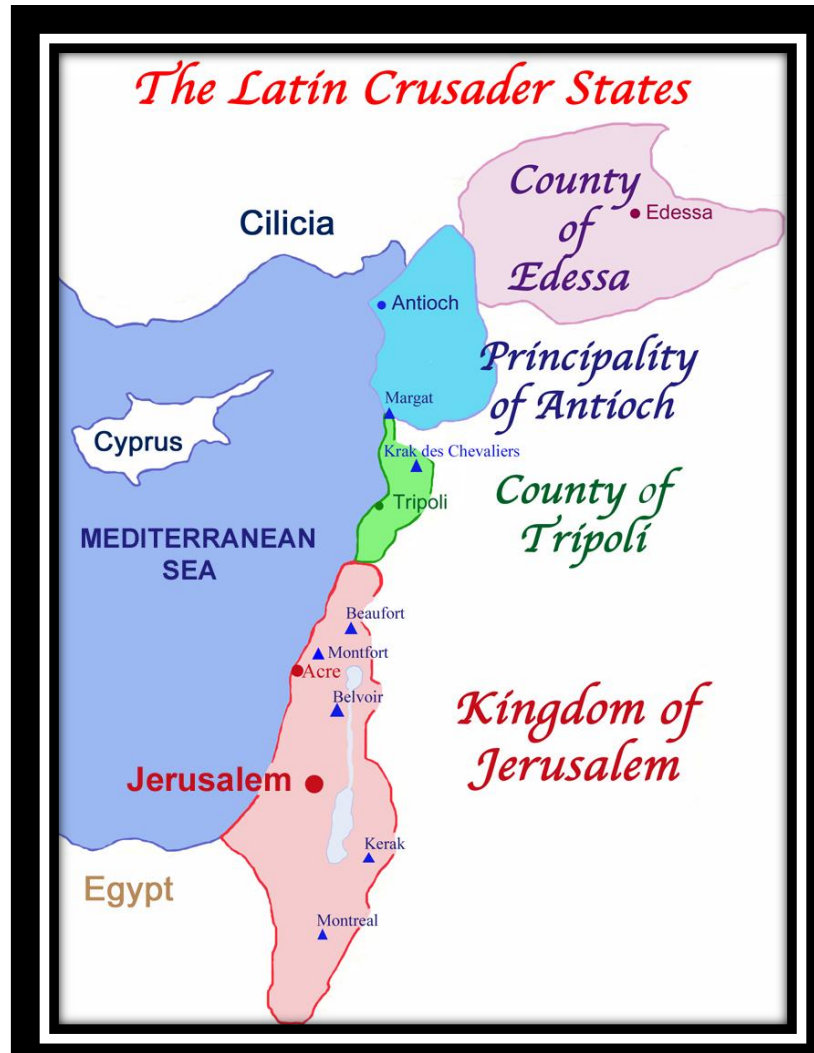 The Latin Crusader States
County
of
Edessa
Edessa
Cilicia
Antioch
Principality
of Antioch
Margat
Cyprus
Krak des Chevaliers
County of
Tripoli
Tripoli
MEDITERRANEAN
SEA
Beaufort
Montfort
Acre
Belvoir
Kingdom of
Jerusalem
Jerusalem
Kerak
Egypt
Montreal